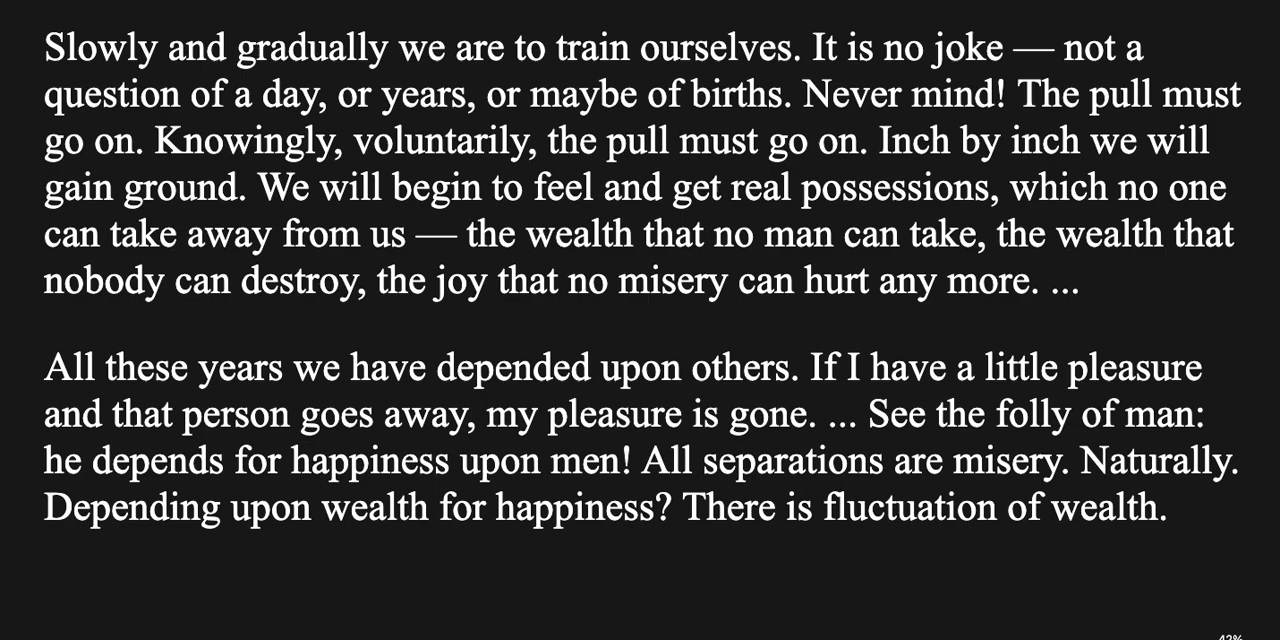 Slowly and gradually we are to train ourselves. It is no joke — not a
question of a day, or years, or maybe of births. Never mind! The pull must
go on. Knowingly, voluntarily, the pull must go on. Inch by inch we will
gain ground. We will begin to feel and get real possessions, which no one
can take away from us — the wealth that no man can take, the wealth that
nobody can destroy, the joy that no misery can hurt any more. ...
All these years we have depended upon others. If I have a little pleasure
and that person goes away, my pleasure is gone. ... See the folly of man:
he depends for happiness upon men! All separations are misery. Naturally.
Depending upon wealth for happiness? There is fluctuation of wealth.